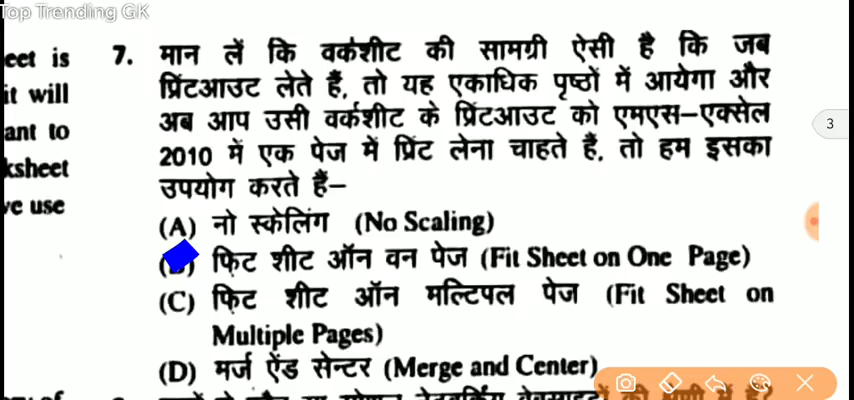 Top Trending GK
eet is
it will
ant to
ksheet
ve use
7. मान लें कि वर्कशीट की सामग्री ऐसी है कि जब
प्रिंटआउट लेते हैं, तो यह एकाधिक पृष्ठों में आयेगा और
अब आप उसी वर्कशीट के प्रिंटआउट को एमएस-एक्सेल
2010 में एक पेज में प्रिंट लेना चाहते हैं, तो हम इसका
उपयोग करते हैं–
(A) नो स्केलिंग (No Scaling)
फिट शीट ऑन वन पेज (Fit Sheet on One Page)
(C) फिट शीट ऑन मल्टिपल पेज (Fit Sheet on
Multiple Pages)
(D) मर्ज ऐंड सेन्टर (Merge and Center)
3